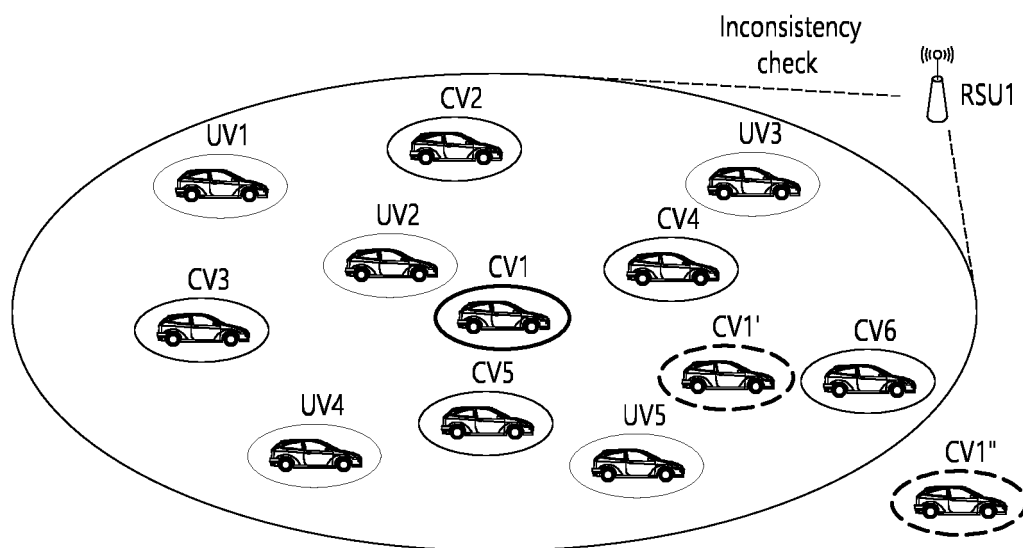 Inconsistency
check
RSU1
CV2
UV1
UV3
UV2
CV4
CV1
CV3
CV1'
CV6
CV5
UV4
UV5
CV1"